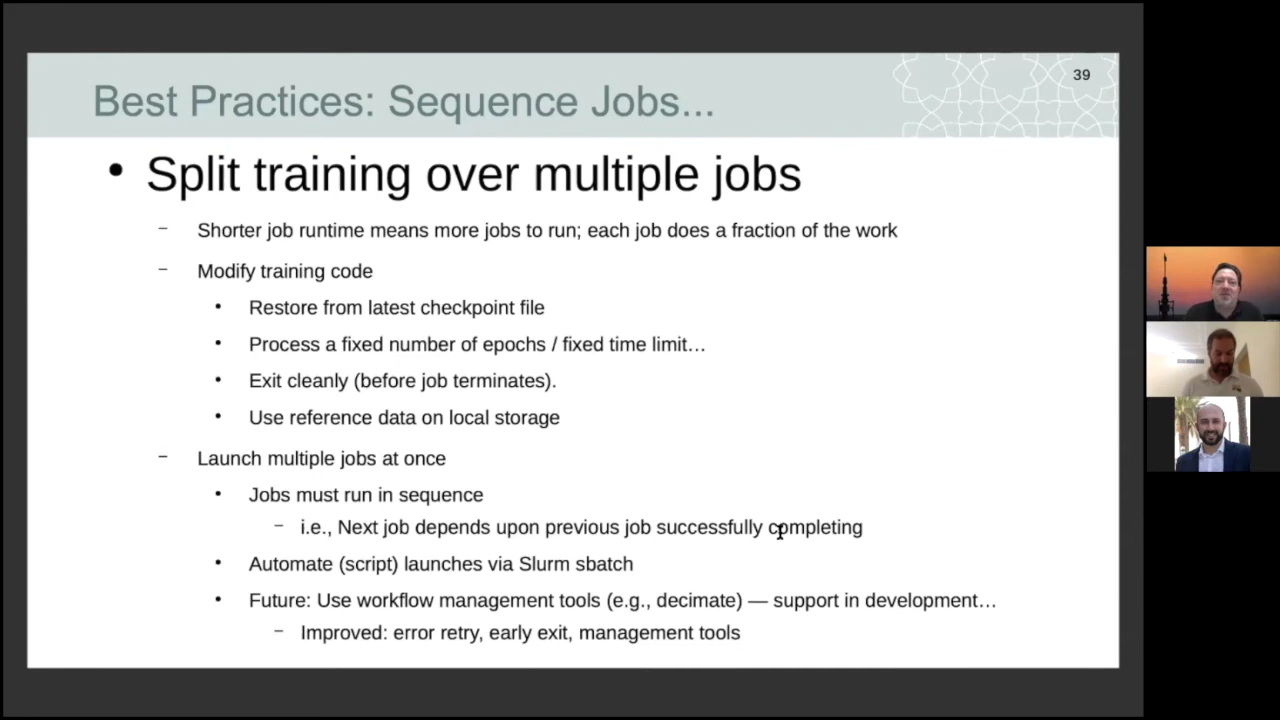 39
Best Practices: Sequence Jobs...
• Split training over multiple jobs
– Shorter job runtime means more jobs to run; each job does a fraction of the work
– Modify training code
• Restore from latest checkpoint file
• Process a fixed number of epochs / fixed time limit…
• Exit cleanly (before job terminates).
• Use reference data on local storage
– Launch multiple jobs at once
• Jobs must run in sequence
– i.e., Next job depends upon previous job successfully completing
• Automate (script) launches via Slurm sbatch
• Future: Use workflow management tools (e.g., decimate) — support in development…
– Improved: error retry, early exit, management tools